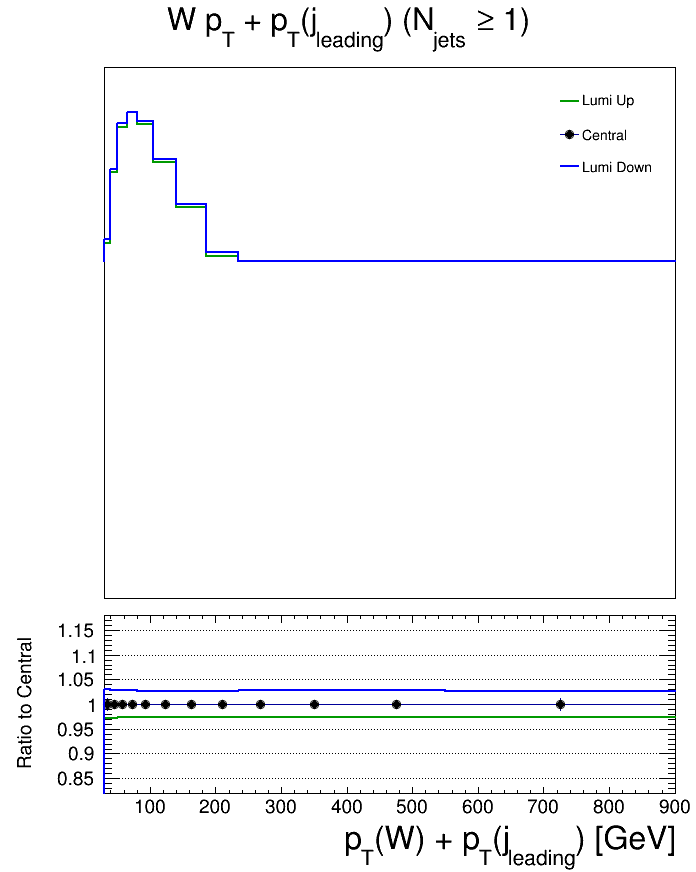 W p_T + p_T(j_leading) (N_jets ≥ 1)
Lumi Up
Central
Lumi Down
Ratio to Central
1.15
1.1
1.05
1
0.95
0.9
0.85
100 200 300 400 500 600 700 800 900
p_T(W) + p_T(j_leading) [GeV]